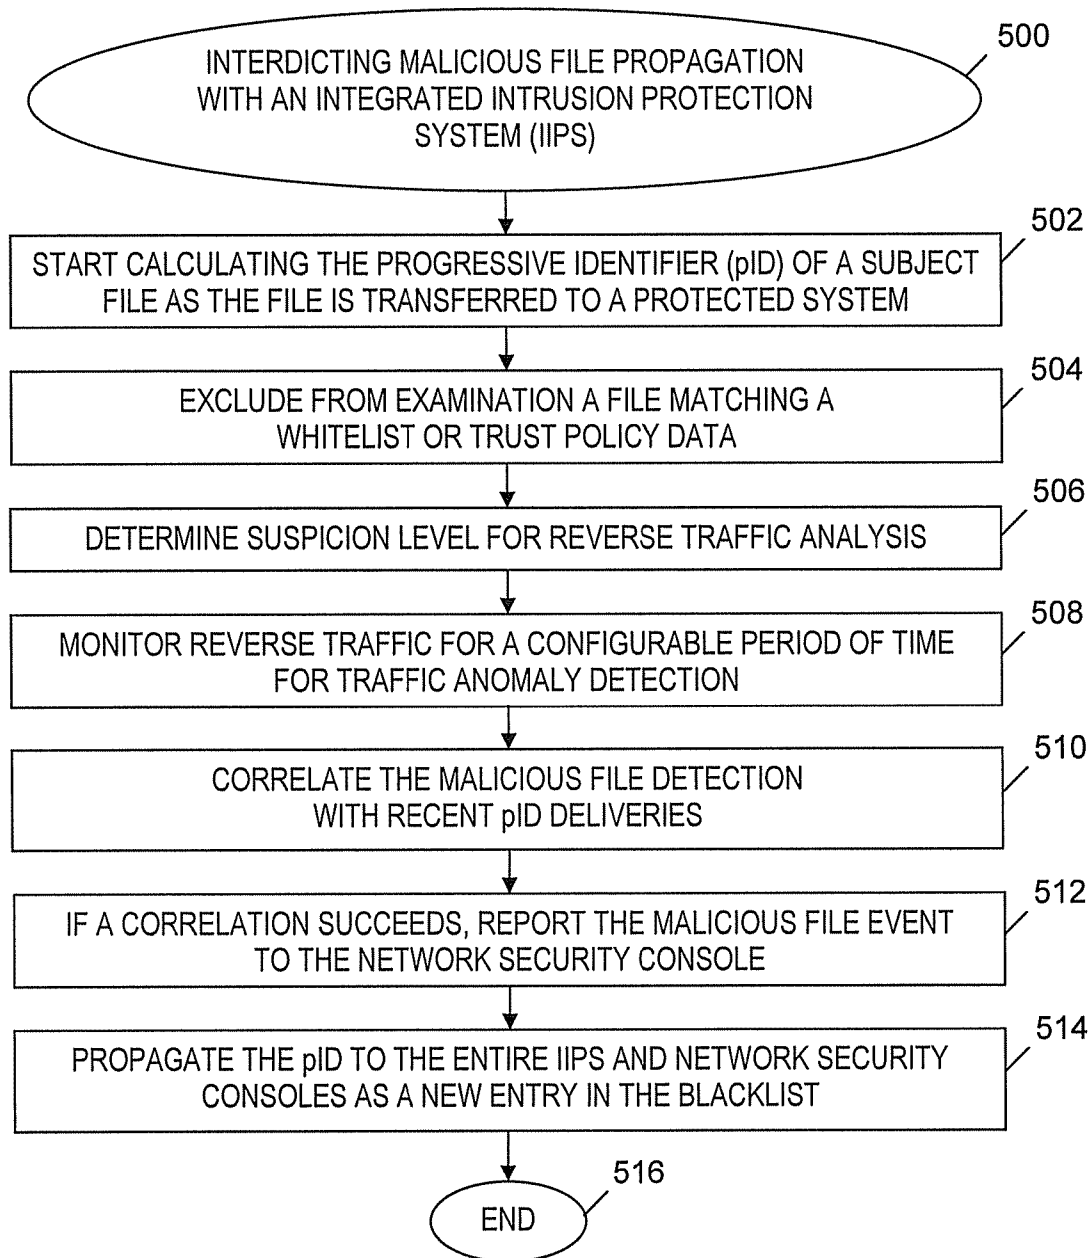 500
INTERDICTING MALICIOUS FILE PROPAGATION
WITH AN INTEGRATED INTRUSION PROTECTION
SYSTEM (IIPS)
502
START CALCULATING THE PROGRESSIVE IDENTIFIER (pID) OF A SUBJECT
FILE AS THE FILE IS TRANSFERRED TO A PROTECTED SYSTEM
504
EXCLUDE FROM EXAMINATION A FILE MATCHING A
WHITELIST OR TRUST POLICY DATA
506
DETERMINE SUSPICION LEVEL FOR REVERSE TRAFFIC ANALYSIS
508
MONITOR REVERSE TRAFFIC FOR A CONFIGURABLE PERIOD OF TIME
FOR TRAFFIC ANOMALY DETECTION
510
CORRELATE THE MALICIOUS FILE DETECTION
WITH RECENT pID DELIVERIES
512
IF A CORRELATION SUCCEEDS, REPORT THE MALICIOUS FILE EVENT
TO THE NETWORK SECURITY CONSOLE
514
PROPAGATE THE pID TO THE ENTIRE IIPS AND NETWORK SECURITY
CONSOLES AS A NEW ENTRY IN THE BLACKLIST
516
END